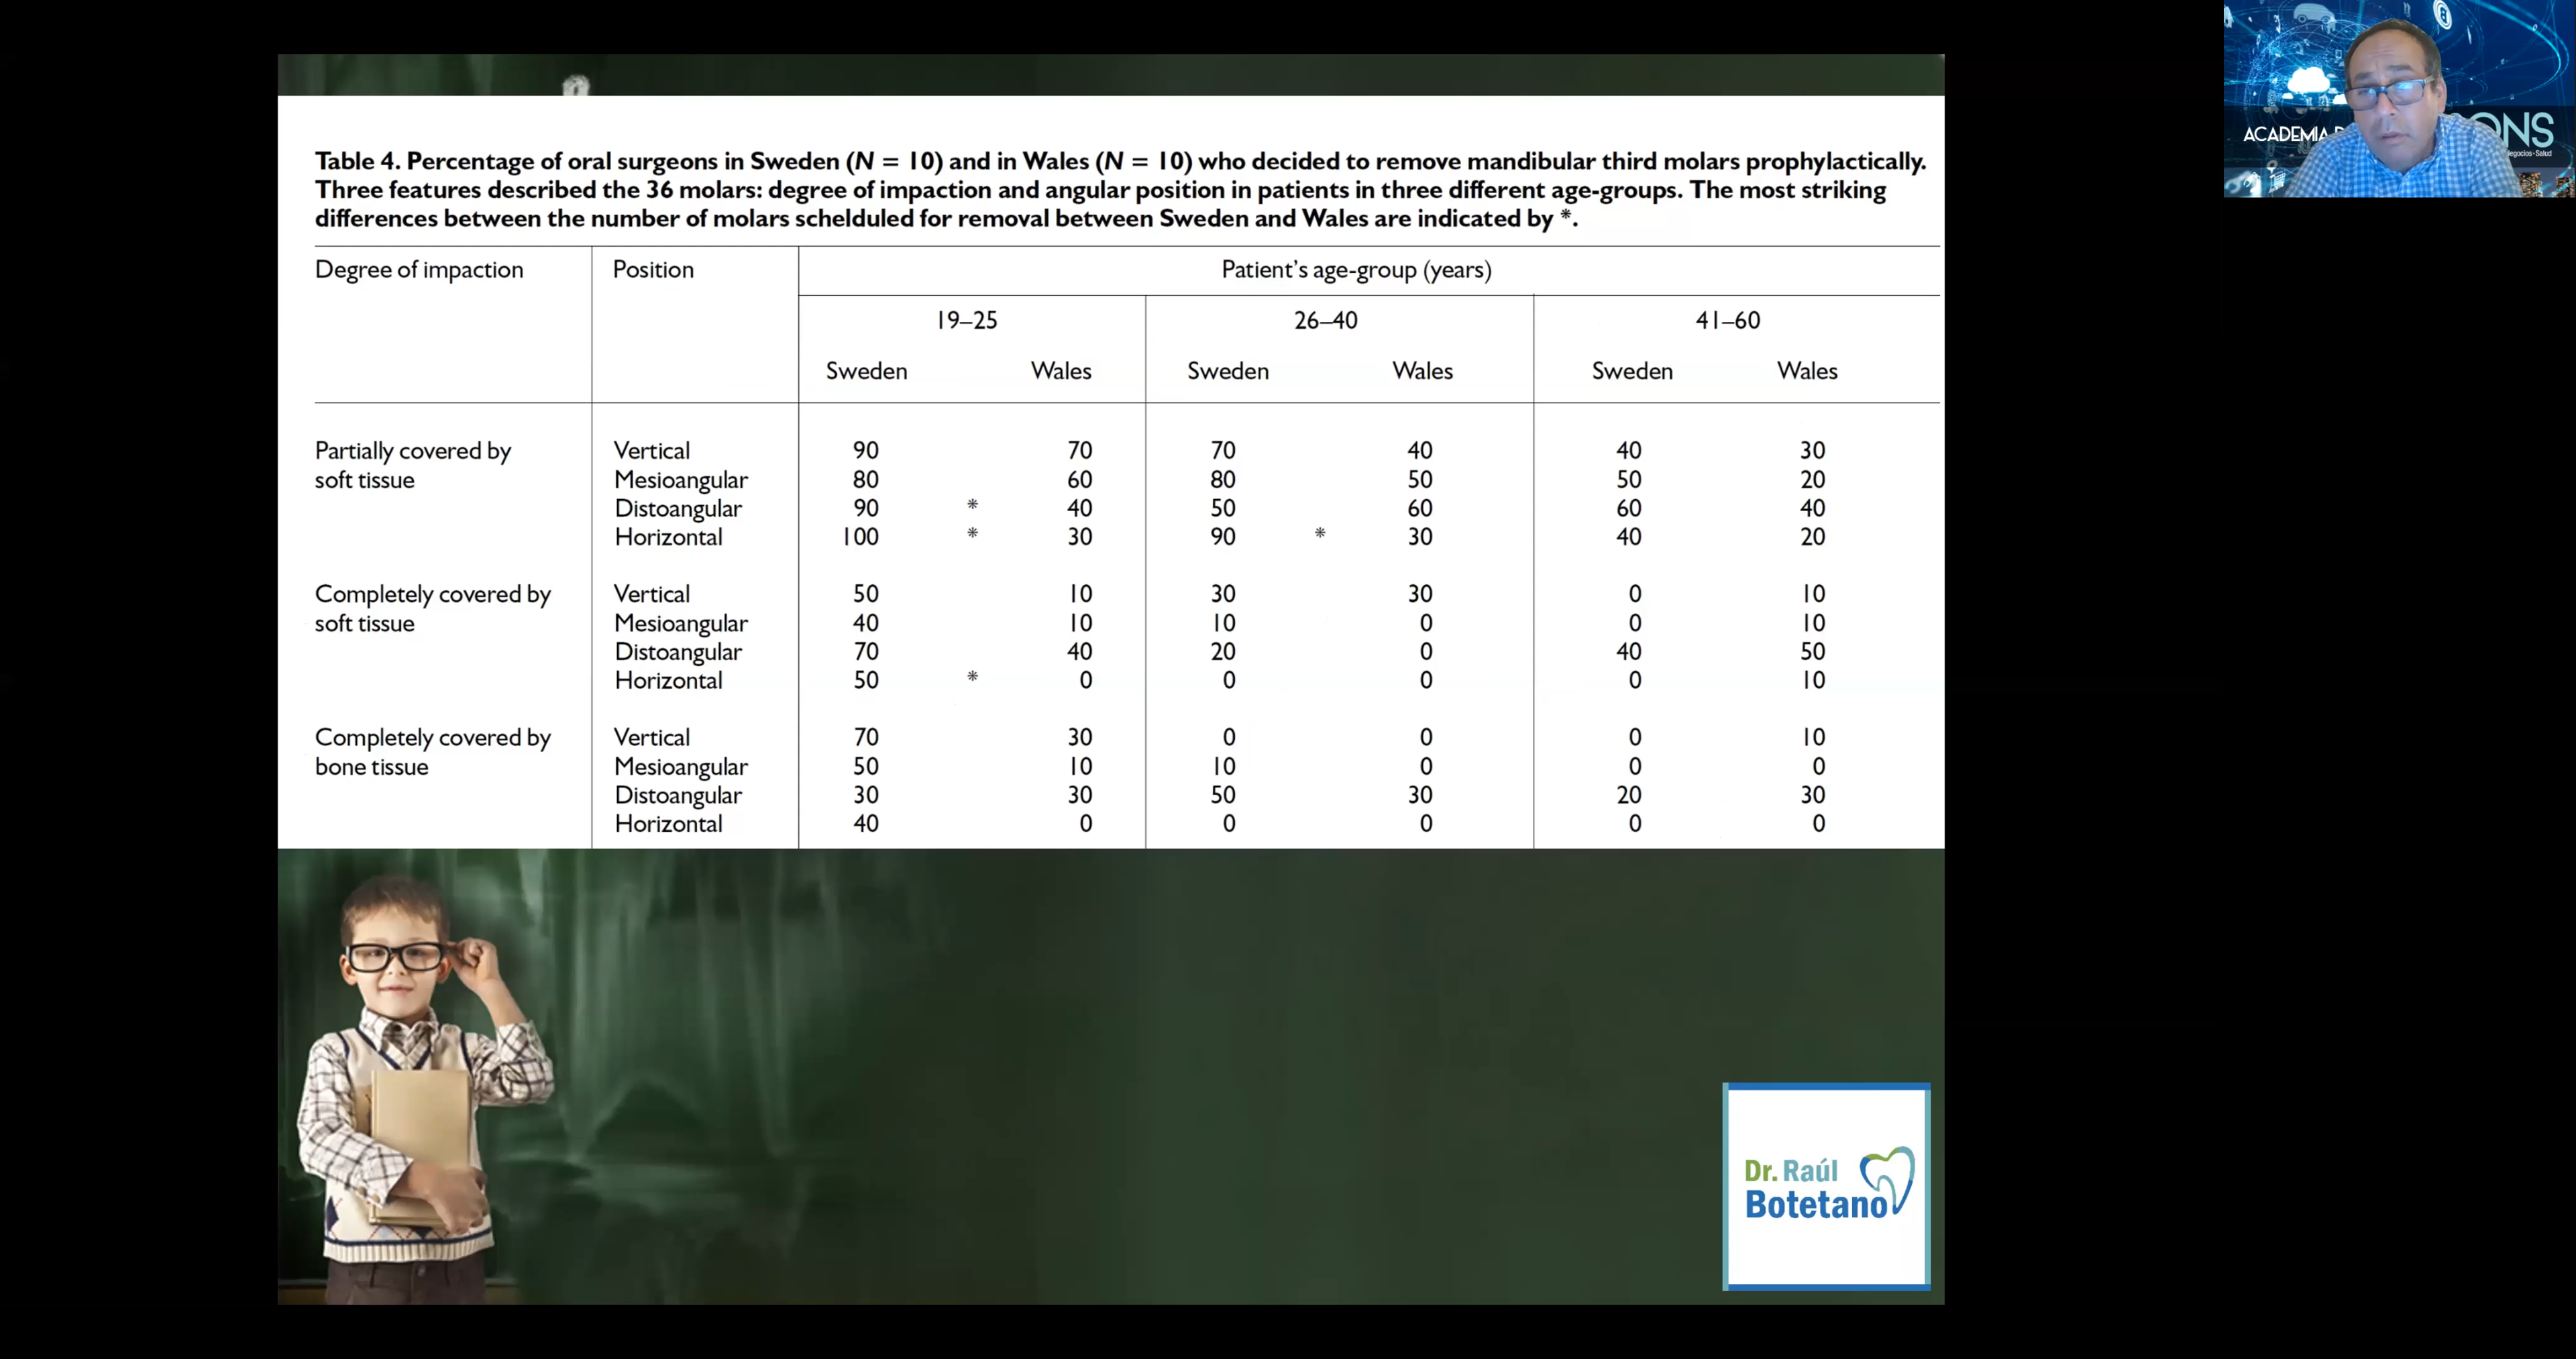 Table 4. Percentage of oral surgeons in Sweden (N = 10) and in Wales (N = 10) who decided to remove mandibular third molars prophylactically.
Three features described the 36 molars: degree of impaction and angular position in patients in three different age-groups. The most striking
differences between the number of molars schelduled for removal between Sweden and Wales are indicated by *.
Degree of impaction Position Patient's age-group (years)
19–25 26–40 41–60
Sweden Wales Sweden Wales Sweden Wales
Partially covered by Vertical 90 70 70 40 40 30
soft tissue Mesioangular 80 60 80 50 50 20
Distoangular 90 * 40 50 60 60 40
Horizontal 100 * 30 90 * 30 40 20
Completely covered by Vertical 50 10 30 30 0 10
soft tissue Mesioangular 40 10 10 0 0 10
Distoangular 70 40 20 0 40 50
Horizontal 50 * 0 0 0 0 10
Completely covered by Vertical 70 30 0 0 0 10
bone tissue Mesioangular 50 10 10 0 0 0
Distoangular 30 30 50 30 20 30
Horizontal 40 0 0 0 0 0
Dr. Raúl
Botetano
ACADEMIA